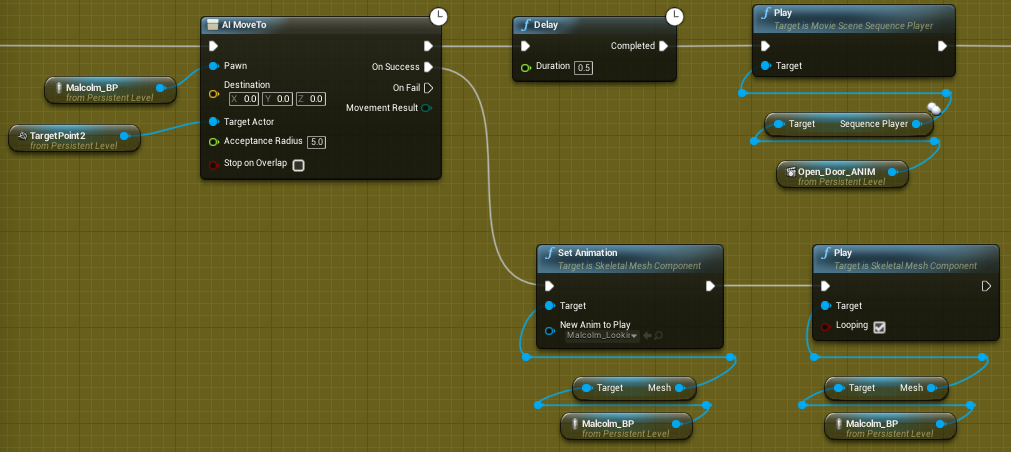 AI MoveTo
Pawn
On Success
Destination
X 0.0 Y 0.0 Z 0.0
On Fail
Movement Result
Target Actor
Acceptance Radius 5.0
Stop on Overlap
Malcolm_BP
from Persistent Level
TargetPoint2
from Persistent Level
f Delay
Completed
Duration 0.5
f Play
Target is Movie Scene Sequence Player
Target
Target Sequence Player
Open_Door_ANIM
from Persistent Level
f Set Animation
Target is Skeletal Mesh Component
Target
New Anim to Play
Malcolm_Lookin
Target Mesh
Malcolm_BP
from Persistent Level
f Play
Target is Skeletal Mesh Component
Target
Looping
Target Mesh
Malcolm_BP
from Persistent Level